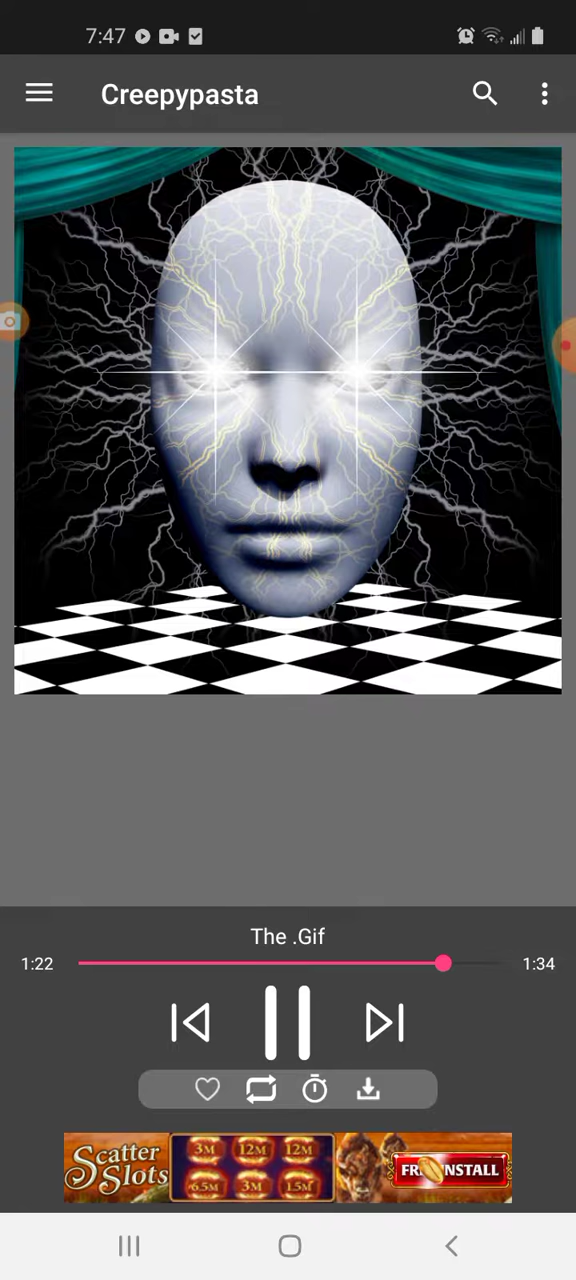 7:47
Creepypasta
The .Gif
1:22
1:34
Scatter
Slots
3M 12M 12M
6.5M 3M 1.5M